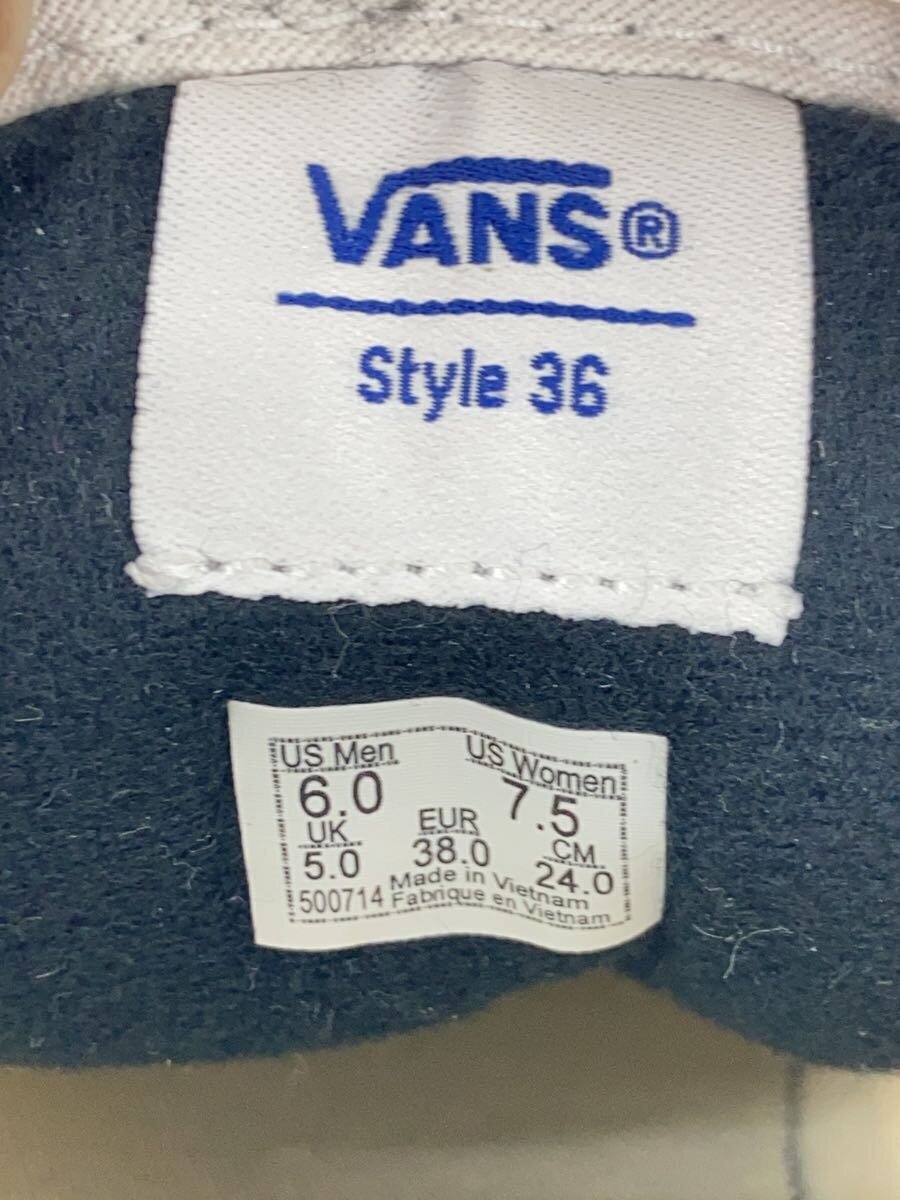 VANS®
Style 36
US Men US Women
6.0 7.5
UK EUR CM
5.0 38.0 24.0
500714 Made in Vietnam
Fabrique en Vietnam